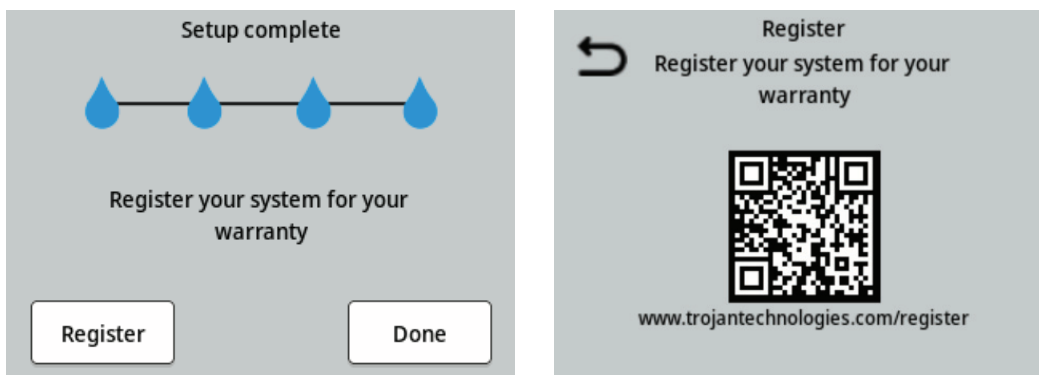 Setup complete
Register your system for your
warranty
Register
Done
Register
Register your system for your
warranty
www.trojantechnologies.com/register